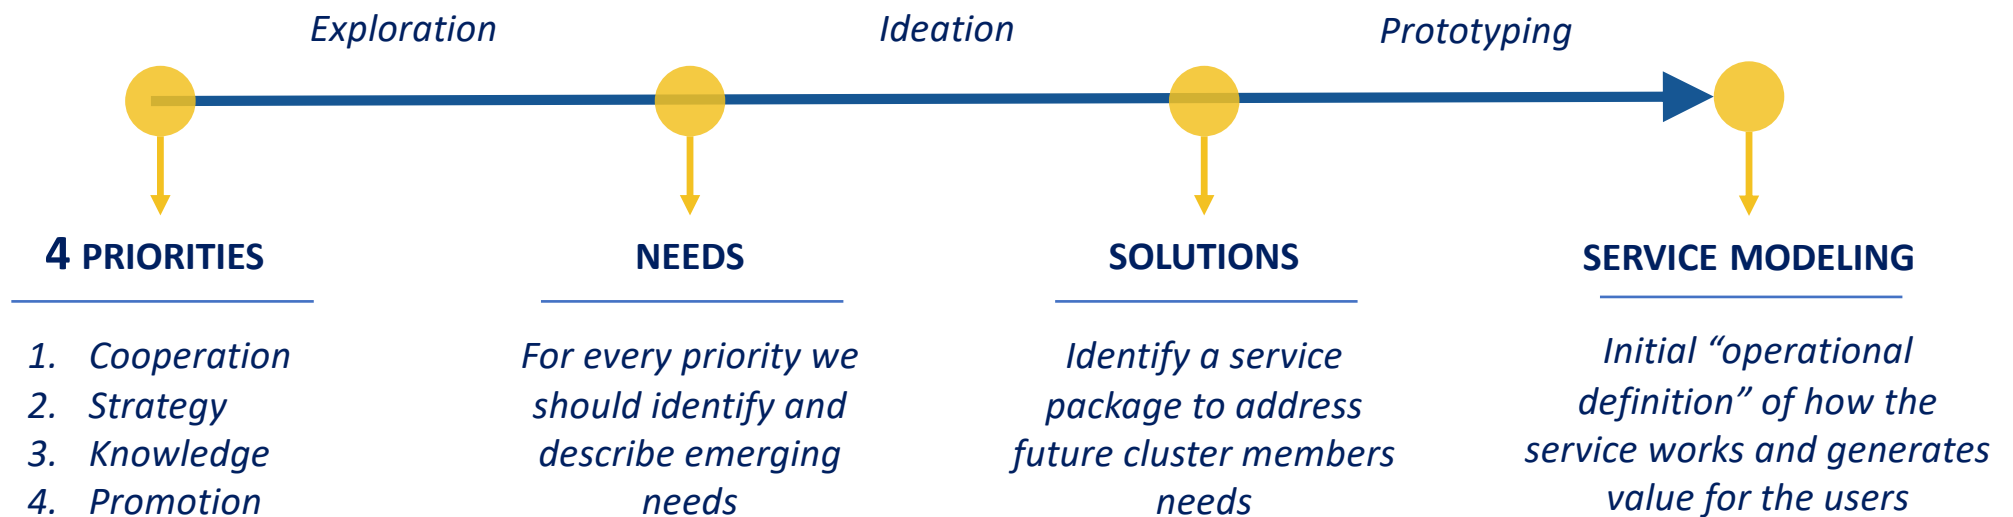 Exploration
Ideation
Prototyping
4 PRIORITIES
1. Cooperation
2. Strategy
3. Knowledge
4. Promotion
NEEDS
For every priority we
should identify and
describe emerging
needs
SOLUTIONS
Identify a service
package to address
future cluster members
needs
SERVICE MODELING
Initial “operational
definition” of how the
service works and generates
value for the users